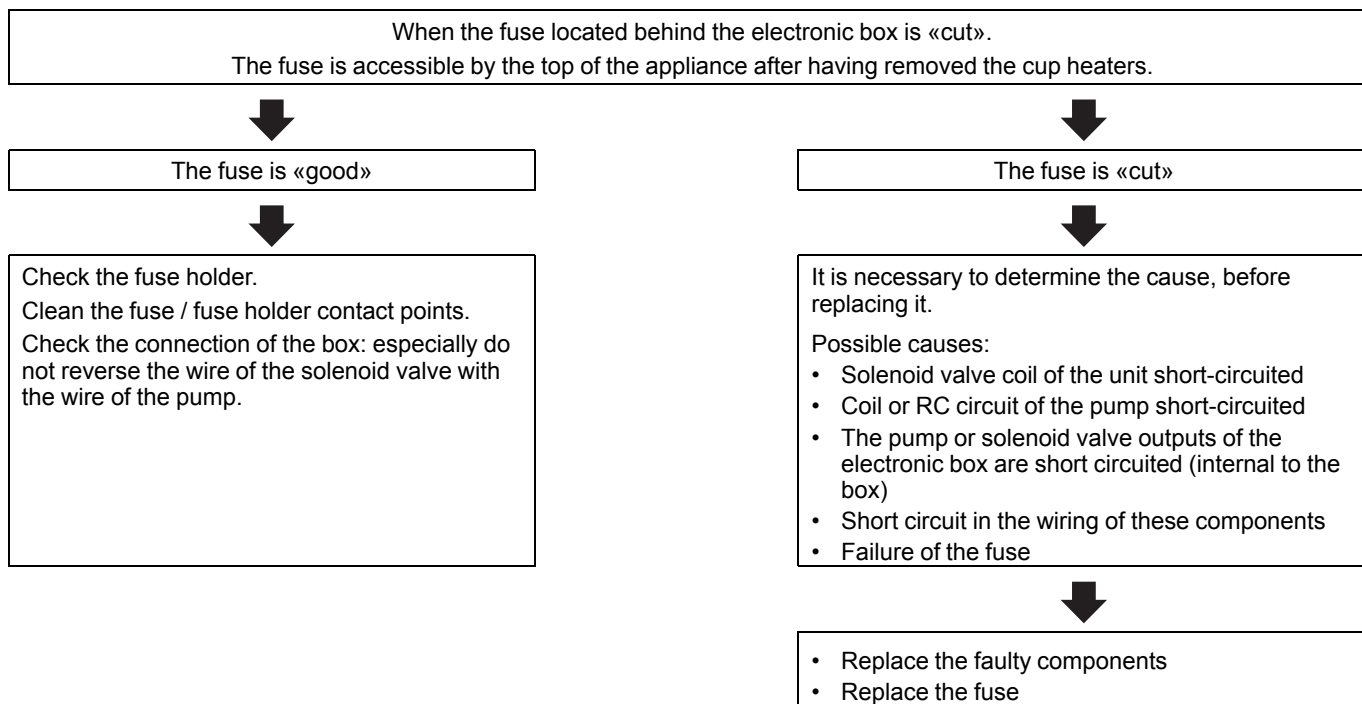 When the fuse located behind the electronic box is «cut».
The fuse is accessible by the top of the appliance after having removed the cup heaters.
The fuse is «good»
The fuse is «cut»
Check the fuse holder.
Clean the fuse / fuse holder contact points.
Check the connection of the box: especially do
not reverse the wire of the solenoid valve with
the wire of the pump.
It is necessary to determine the cause, before
replacing it.
Possible causes:
• Solenoid valve coil of the unit short-circuited
• Coil or RC circuit of the pump short-circuited
• The pump or solenoid valve outputs of the
electronic box are short circuited (internal to the
box)
• Short circuit in the wiring of these components
• Failure of the fuse
• Replace the faulty components
• Replace the fuse